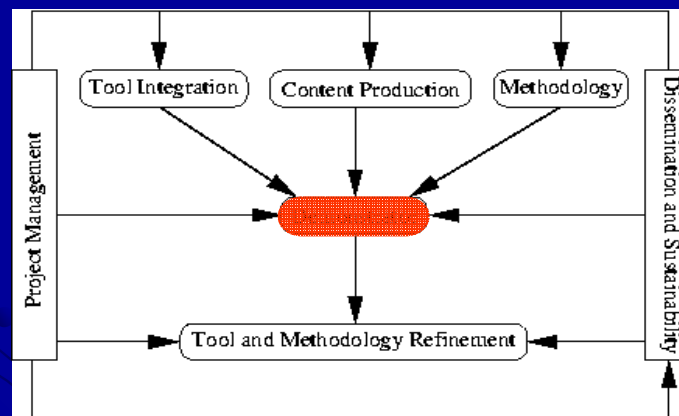 Tool Integration
Content Production
Methodology
Project Management
Dissemination and Sustainability
Tool and Methodology Refinement